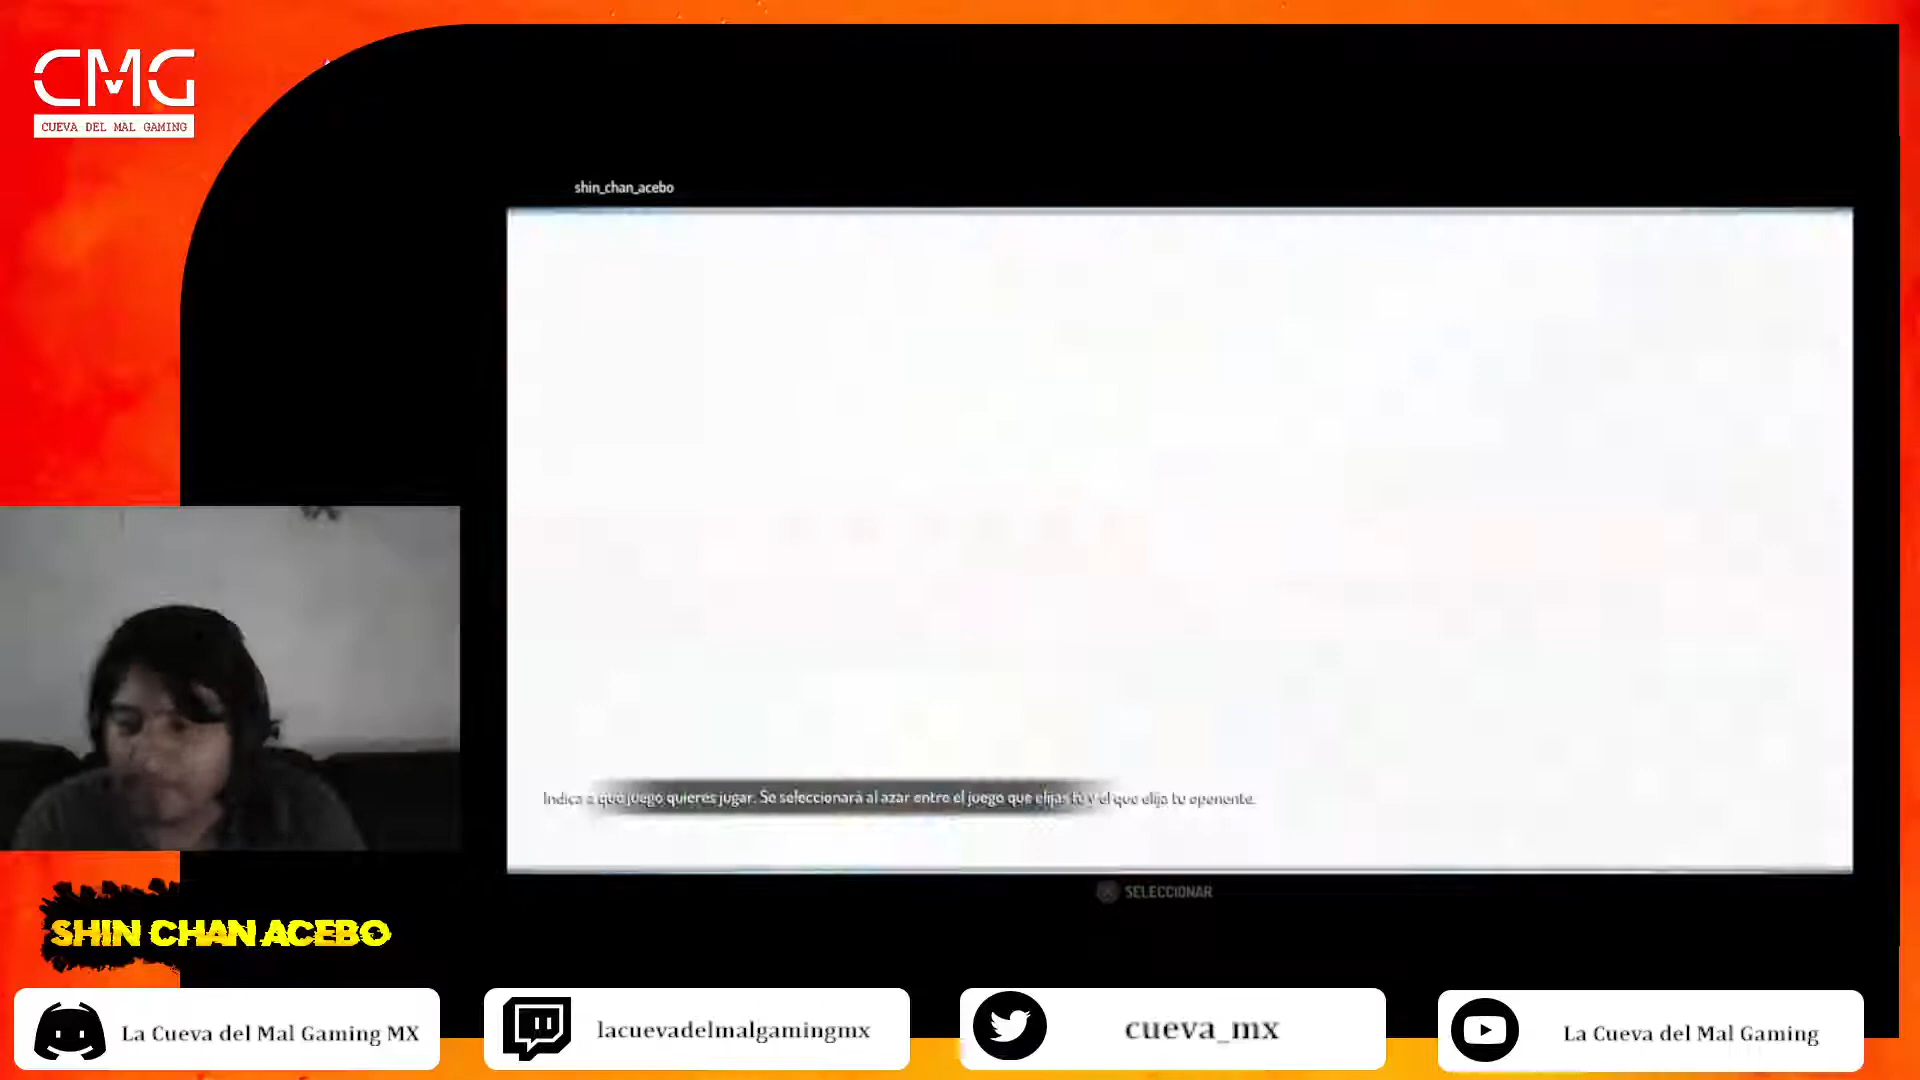 CMG
CUEVA DEL MAL GAMING
shin_chan_acebo
Indica a qué juego quieres jugar. Se seleccionará al azar entre el juego que elijas tú y el que elija tu oponente.
SELECCIONAR
SHIN CHAN ACEBO
La Cueva del Mal Gaming MX
lacuevadelmalgamingmx
cueva_mx
La Cueva del Mal Gaming